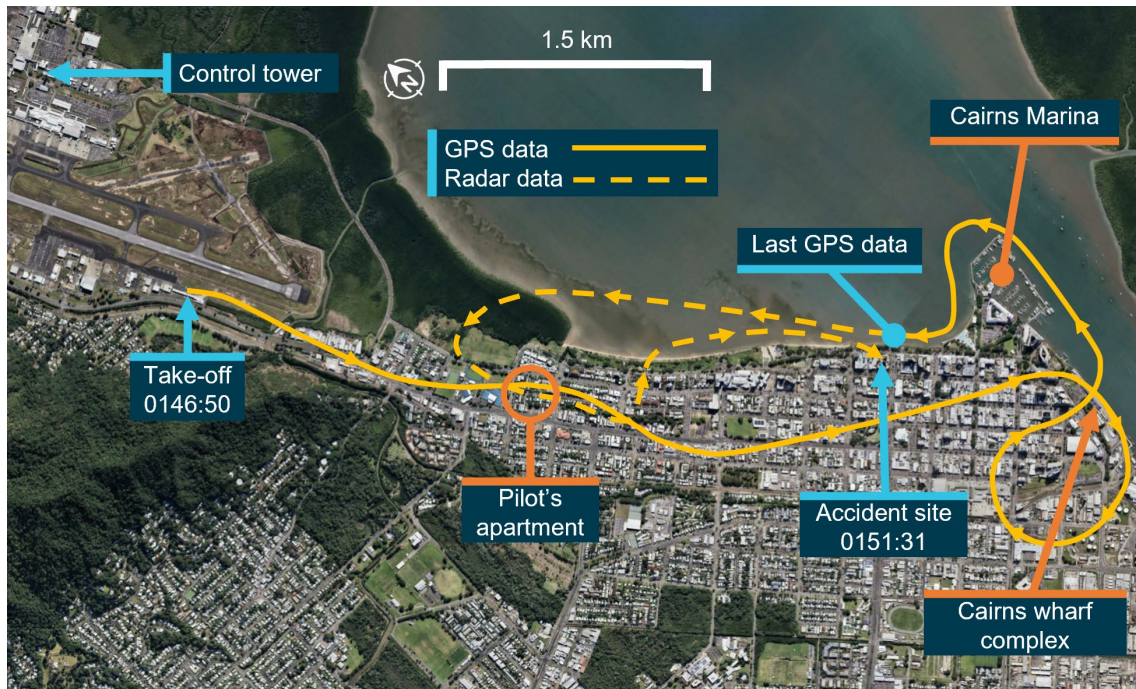 1.5 km
Control tower
N
Cairns Marina
GPS data
Radar data
Last GPS data
Take-off
0146:50
Pilot's
apartment
Accident site
0151:31
Cairns wharf
complex